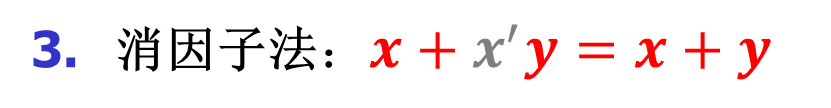 3. 消因子法：x + x′y = x + y